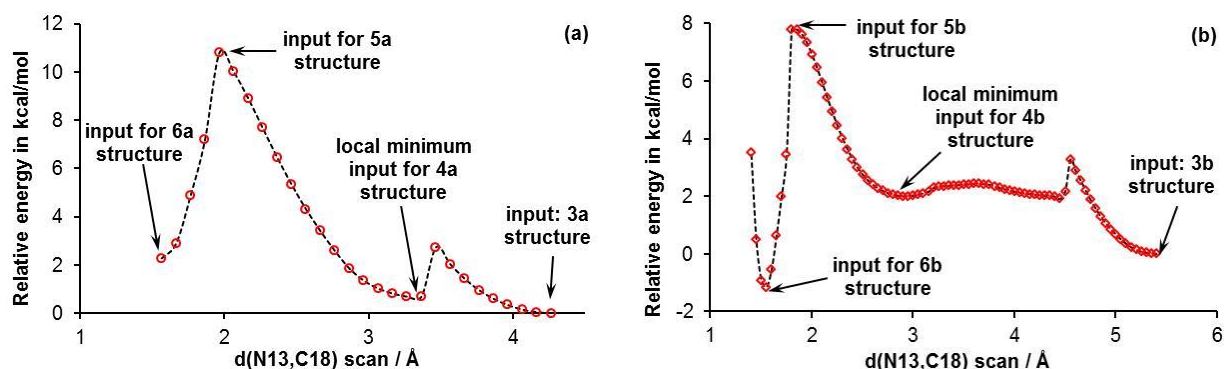 (a)
12
10
8
6
4
2
0
1
2
3
4
Relative energy in kcal/mol
d(N13,C18) scan / Å
input for 5a
structure
input for 6a
structure
local minimum
input for 4a
structure
input: 3a
structure
(b)
8
6
4
2
0
-2
1
2
3
4
5
6
Relative energy in kcal/mol
d(N13,C18) scan / Å
input for 5b
structure
local minimum
input for 4b
structure
input: 3b
structure
input for 6b
structure